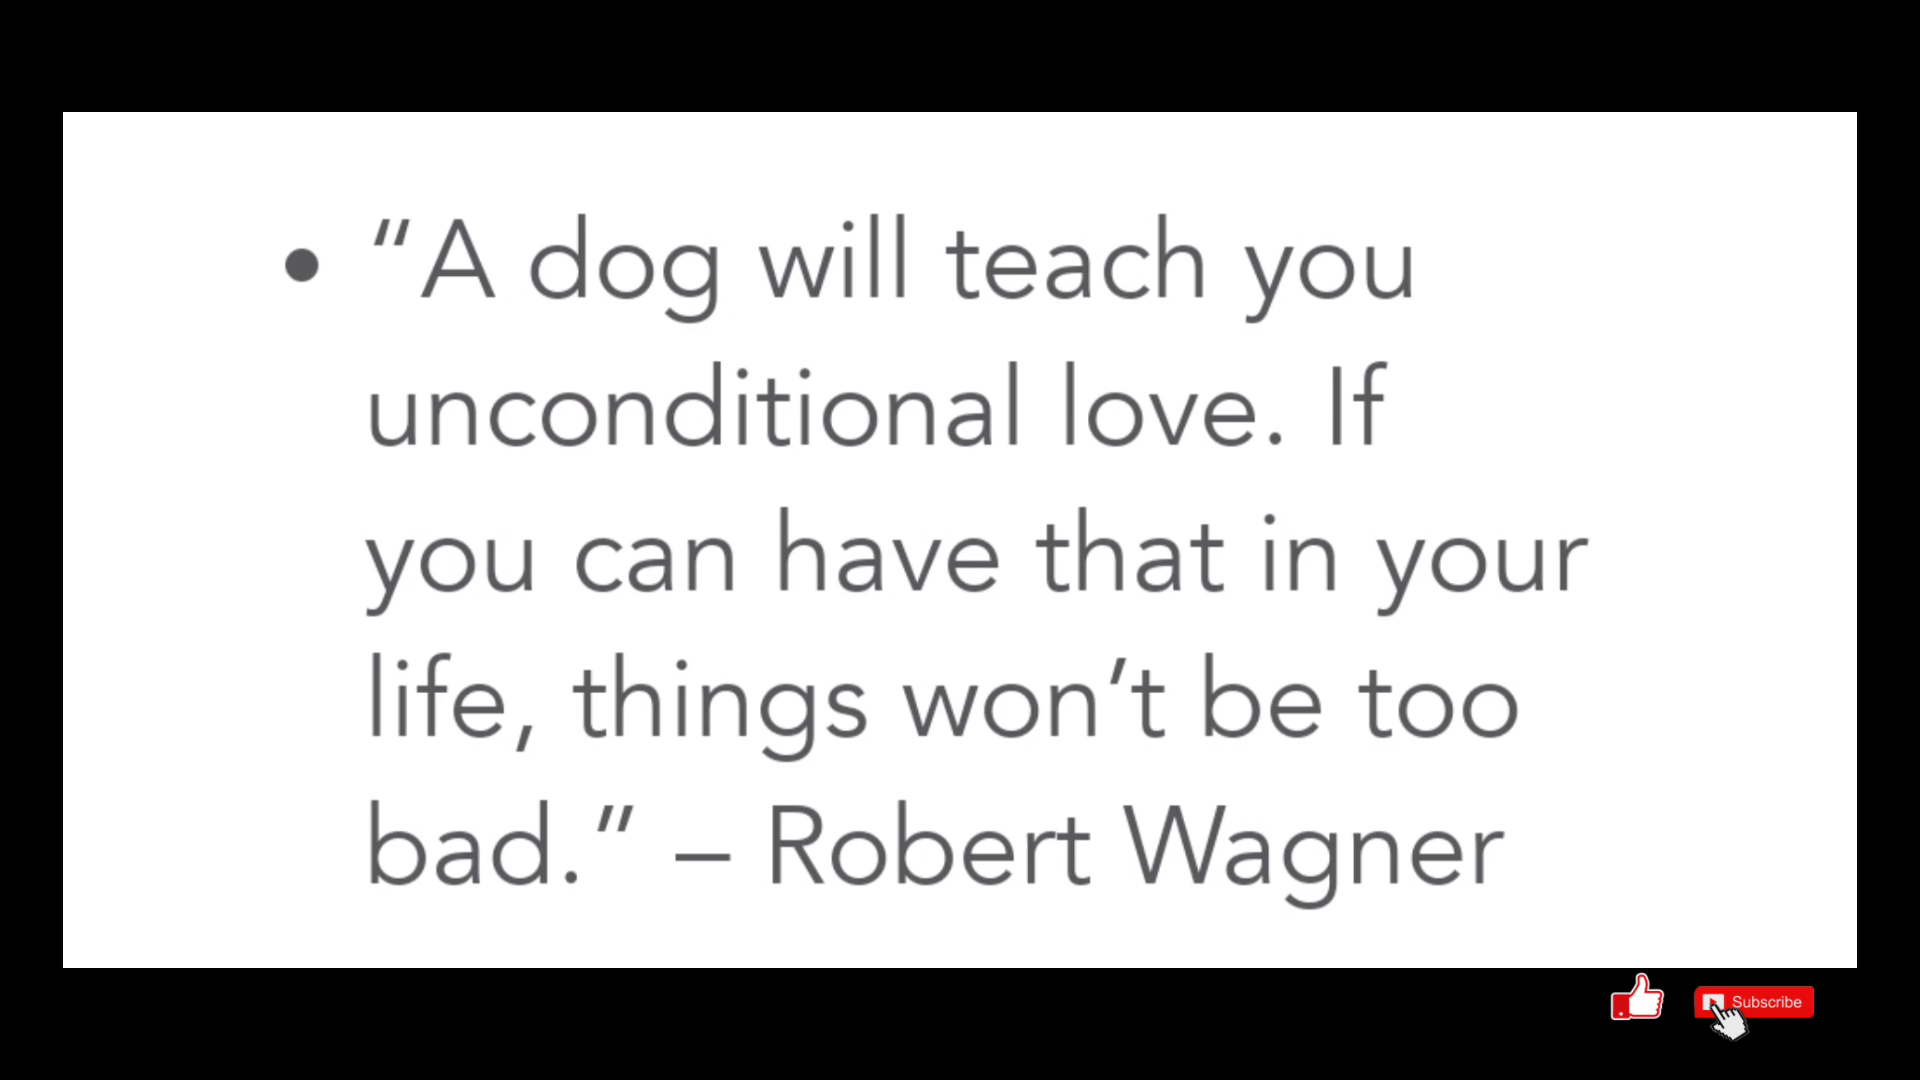 • “A dog will teach you
unconditional love. If
you can have that in your
life, things won’t be too
bad.” – Robert Wagner
Subscribe